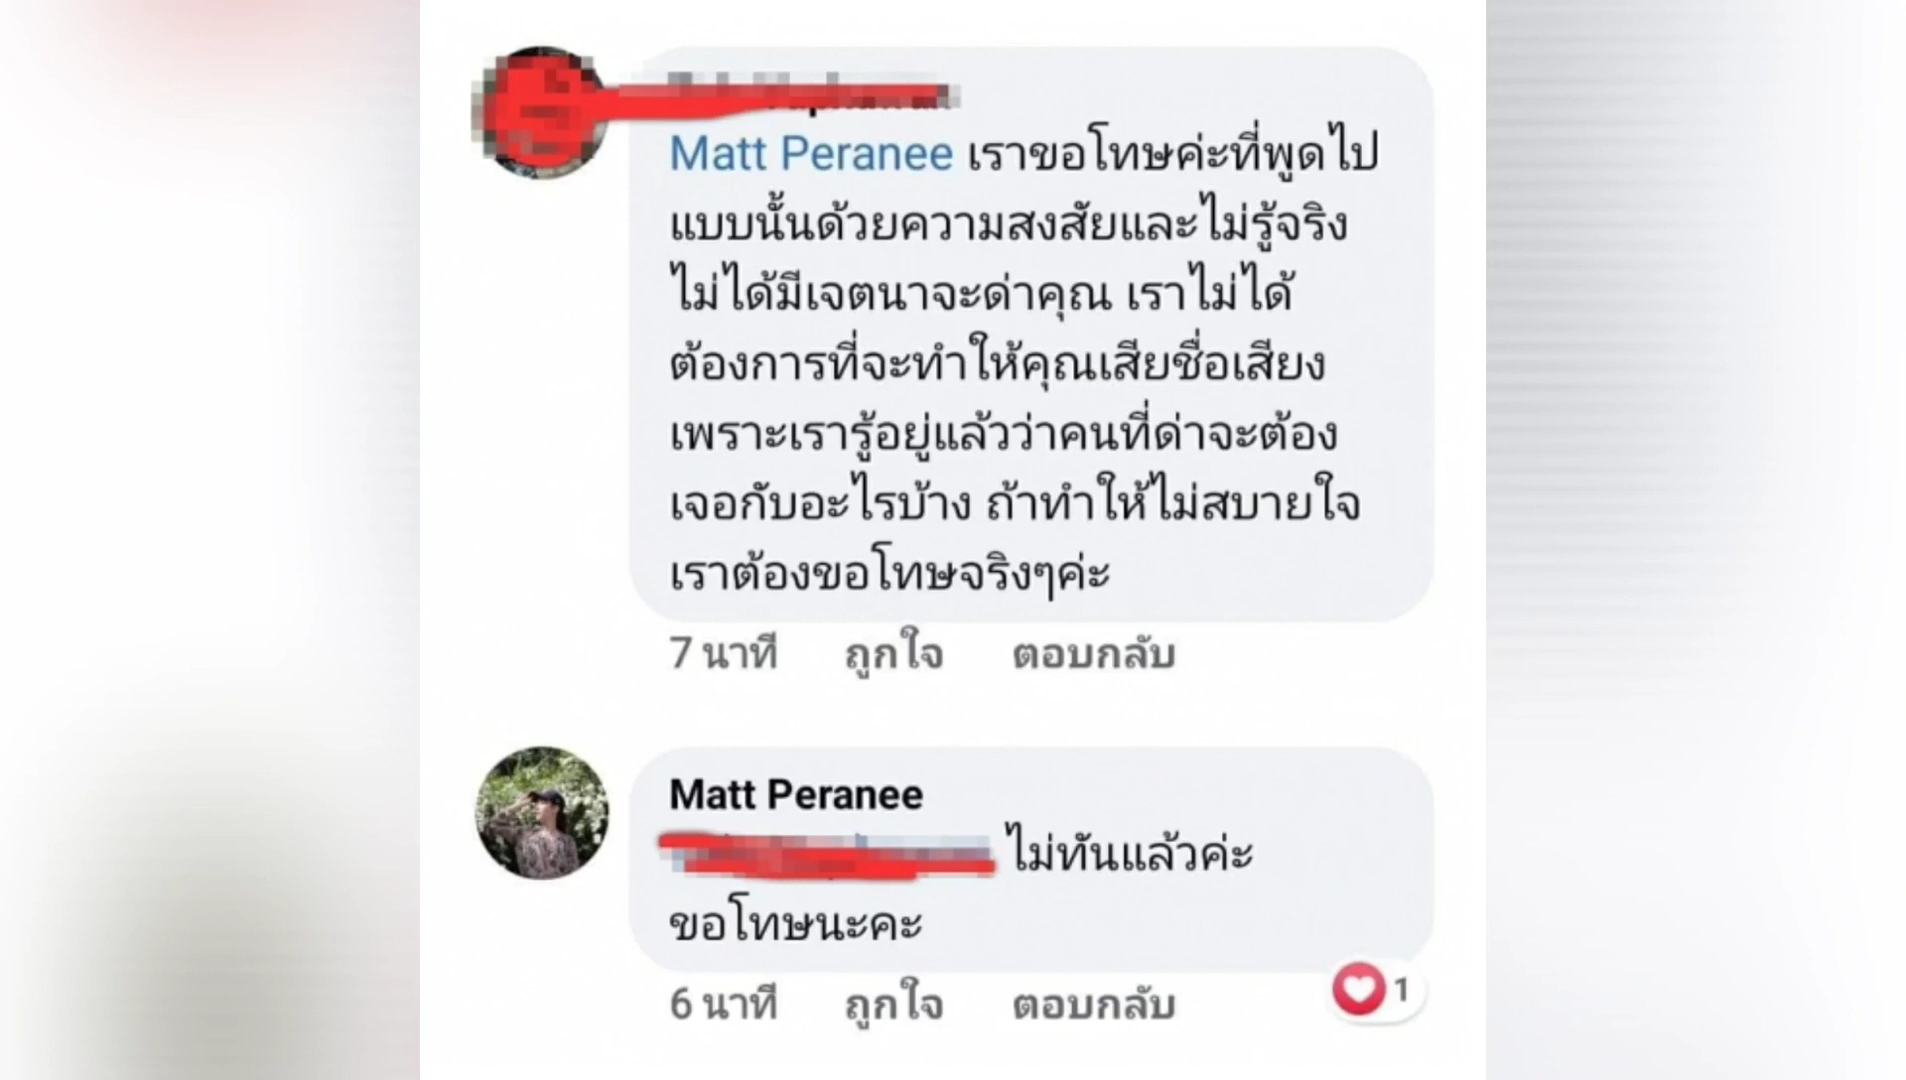 Matt Peranee เราขอโทษค่ะที่พูดไป
แบบนั้นด้วยความสงสัยและไม่รู้จริง
ไม่ได้มีเจตนาจะด่าคุณ เราไม่ได้
ต้องการที่จะทำให้คุณเสียชื่อเสียง
เพราะเรารู้อยู่แล้วว่าคนที่ด่าจะต้อง
เจอกับอะไรบ้าง ถ้าทำให้ไม่สบายใจ
เราต้องขอโทษจริงๆค่ะ
7 นาที ถูกใจ ตอบกลับ
Matt Peranee
ไม่ทันแล้วค่ะ
ขอโทษนะคะ
6 นาที ถูกใจ ตอบกลับ 1